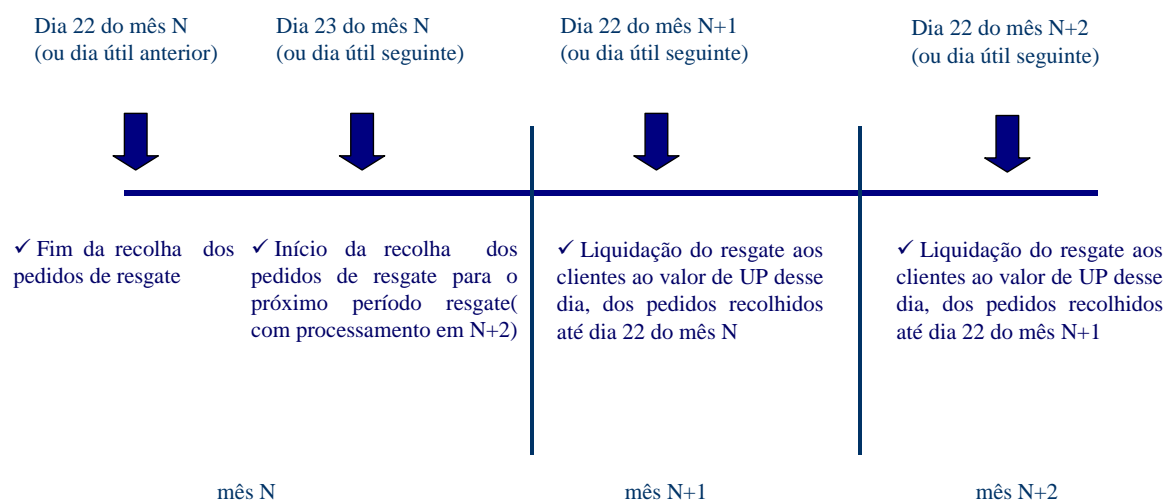 Dia 22 do mês N
(ou dia útil anterior)
Dia 23 do mês N
(ou dia útil seguinte)
Dia 22 do mês N+1
(ou dia útil seguinte)
Dia 22 do mês N+2
(ou dia útil seguinte)
✓ Fim da recolha dos
pedidos de resgate
✓ Início da recolha dos
pedidos de resgate para o
próximo período resgate(
com processamento em N+2)
✓ Liquidação do resgate aos
clientes ao valor de UP desse
dia, dos pedidos recolhidos
até dia 22 do mês N
✓ Liquidação do resgate aos
clientes ao valor de UP desse
dia, dos pedidos recolhidos
até dia 22 do mês N+1
mês N
mês N+1
mês N+2